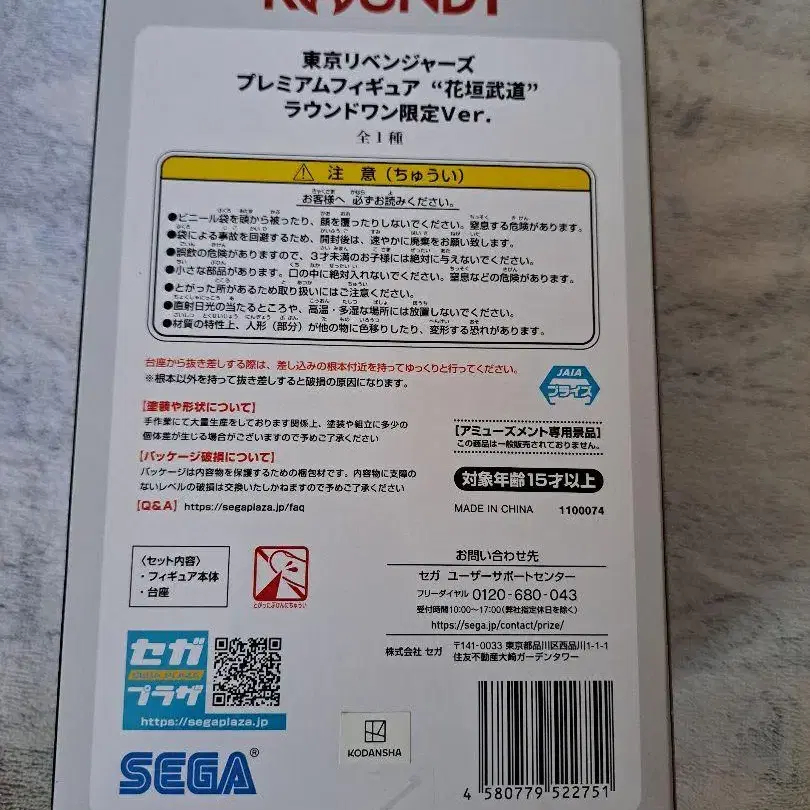 ROUND1
東京リベンジャーズ
プレミアムフィギュア “花垣武道”
ラウンドワン限定Ver.
全1種
注 意 (ちゅうい)
お客様へ 必ずお読みください。
●ビニール袋を頭から被ったり、顔を覆ったりしないでください。窒息する危険があります。
●袋による事故を回避するため、開封後は、速やかに廃棄をお願い致します。
●誤飲の危険がありますので、3才未満のお子様には絶対に与えないでください。
●小さな部品があります。口の中に絶対入れないでください。窒息などの危険があります。
●とがった所があるため取り扱いにはご注意ください。
●直射日光の当たるところや、高温・多湿な場所には放置しないでください。
●材質の特性上、人形(部分)が他の物に色移りしたり、変形する恐れがあります。
台座から抜き差しする際は、差し込みの根本付近を持ってゆっくりと行ってください。
※根本以外を持って抜き差しすると破損の原因になります。
JAIA
プライズ
【塗装や形状について】
手作業にて大量生産をしております関係上、塗装や組立に多少の
個体差が生じる場合がございますので予めご了承ください
【パッケージ破損について】
パッケージは内容物を保護するための梱包材です。内容物に支障の
ないレベルの破損は交換いたしかねますので予めご了承ください
【Q&A】https://segaplaza.jp/faq
【アミューズメント専用景品】
この商品は一般販売されておりません。
対象年齢15才以上
MADE IN CHINA 1100074
〈セット内容〉
・フィギュア本体
・台座
とがったぶぶんにちゅうい
お問い合わせ先
セガ ユーザーサポートセンター
フリーダイヤル 0120-680-043
受付時間10:00〜17:00(弊社指定休日を除く)
https://sega.jp/contact/prize/
株式会社 セガ 〒141-0033 東京都品川区西品川1-1-1
住友不動産大崎ガーデンタワー
セガ
SEGA PLAZA
プラザ
https://segaplaza.jp
SEGA®
KODANSHA
4 580779 522751